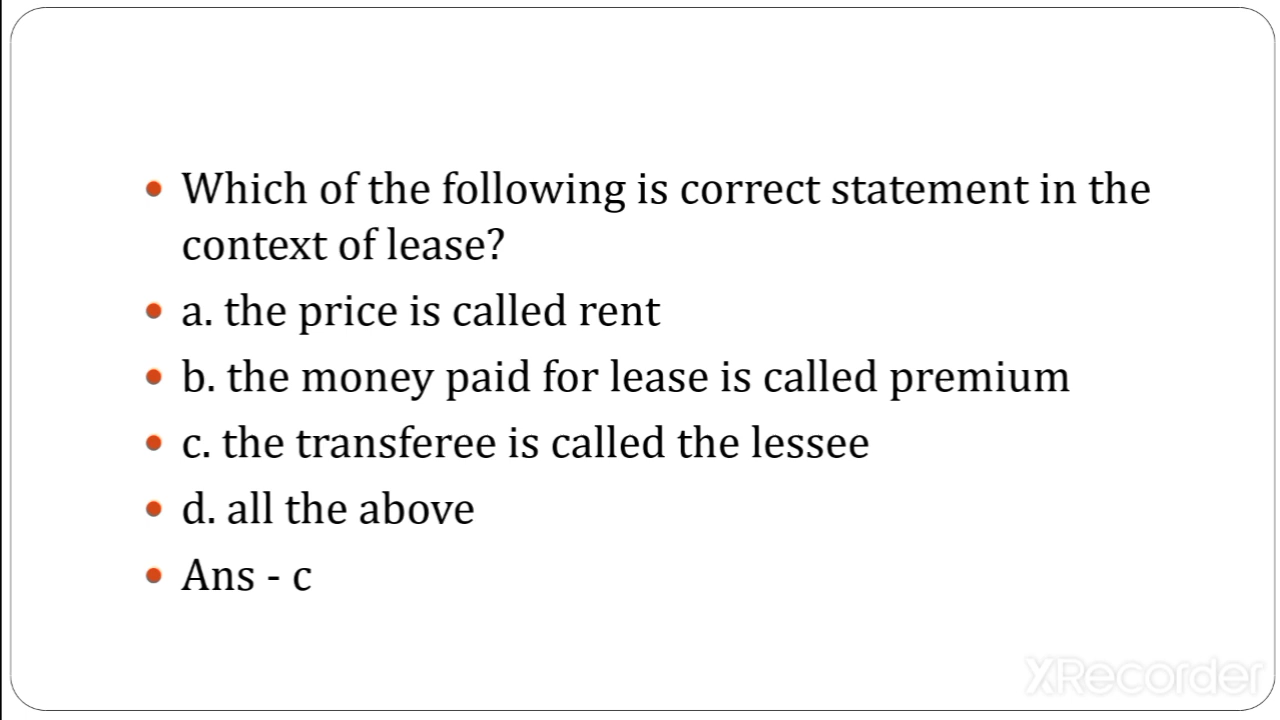 • Which of the following is correct statement in the
context of lease?
• a. the price is called rent
• b. the money paid for lease is called premium
• c. the transferee is called the lessee
• d. all the above
• Ans - c
XRecorder